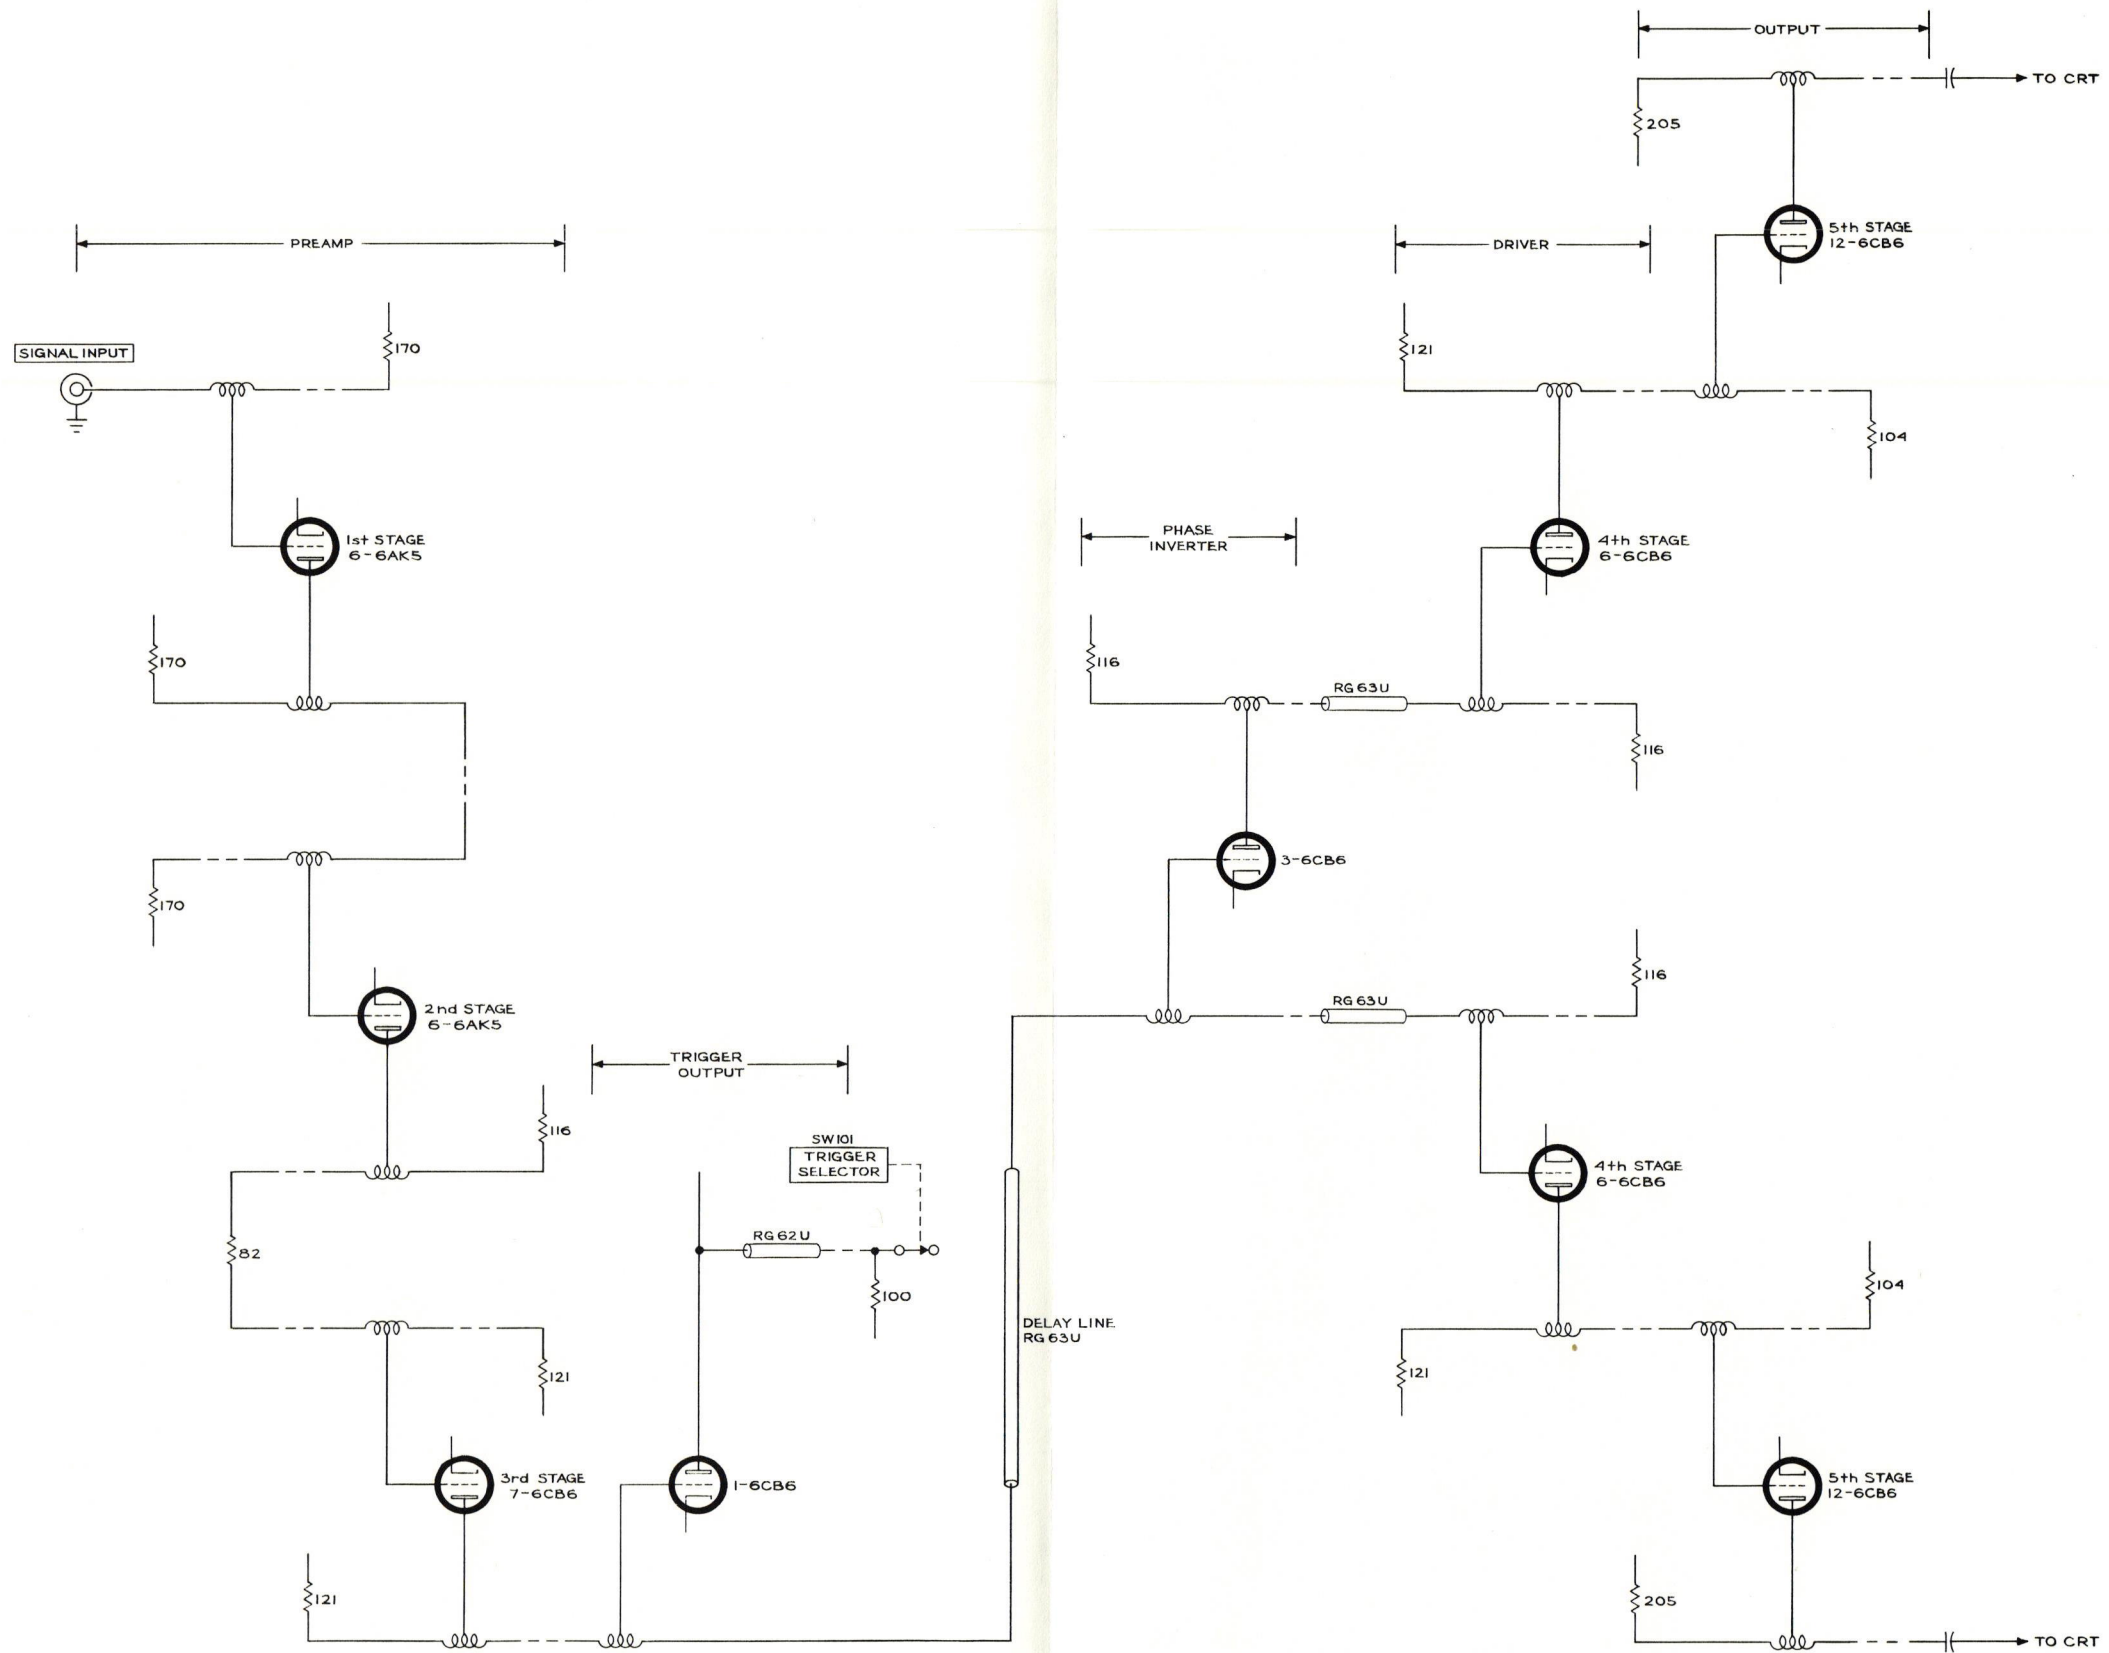 OUTPUT
TO CRT
205
5th STAGE
12-6CB6
PREAMP
DRIVER
170
SIGNAL INPUT
121
104
1st STAGE
6-6AK5
PHASE
INVERTER
4th STAGE
6-6CB6
170
116
RG 63U
116
3-6CB6
170
116
RG 63U
2nd STAGE
6-6AK5
TRIGGER
OUTPUT
116
SW101
TRIGGER
SELECTOR
4th STAGE
6-6CB6
RG 62U
82
100
104
DELAY LINE
RG 63U
121
121
3rd STAGE
7-6CB6
1-6CB6
5th STAGE
12-6CB6
121
205
TO CRT